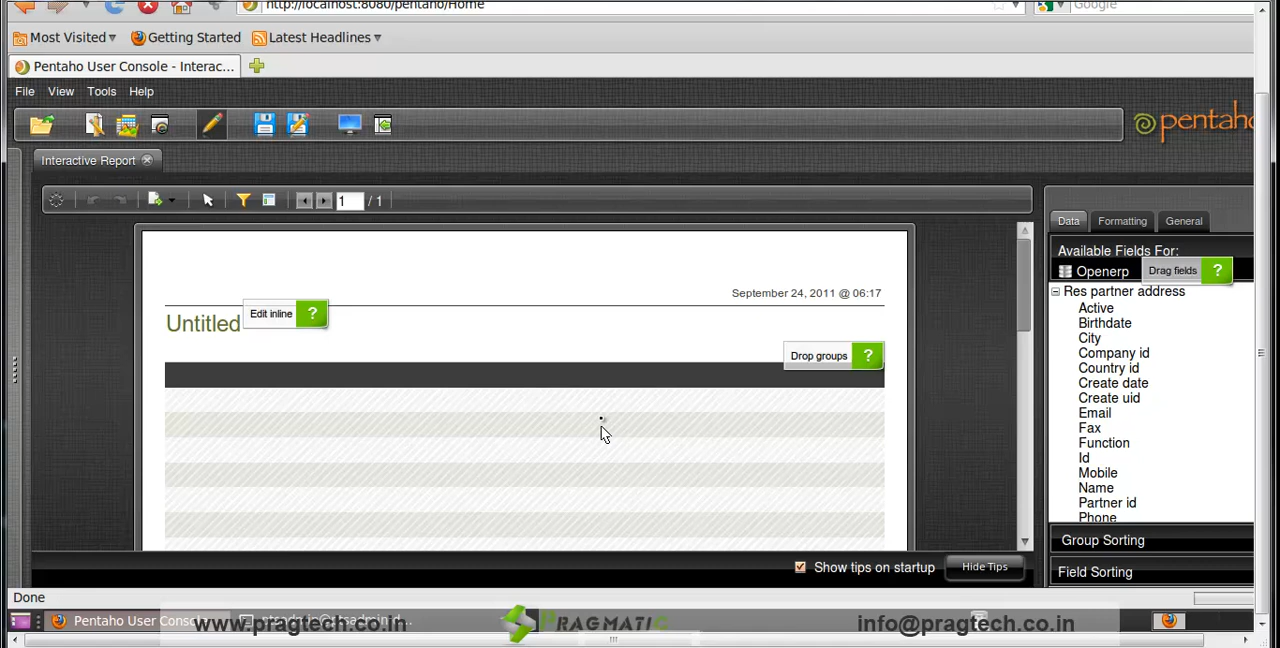 http://localhost:8080/pentaho/Home
Google
Most Visited
Getting Started
Latest Headlines
Pentaho User Console - Interac...
File View Tools Help
pentaho
Interactive Report
1 / 1
Data Formatting General
Available Fields For:
Openerp
Drag fields ?
September 24, 2011 @ 06:17
Untitled
Edit inline ?
Drop groups ?
Res partner address
Active
Birthdate
City
Company id
Country id
Create date
Create uid
Email
Fax
Function
Id
Mobile
Name
Partner id
Phone
Group Sorting
Field Sorting
Show tips on startup
Hide Tips
Done
Pentaho User Conso
www.pragtech.co.in
PRAGMATIC
info@pragtech.co.in